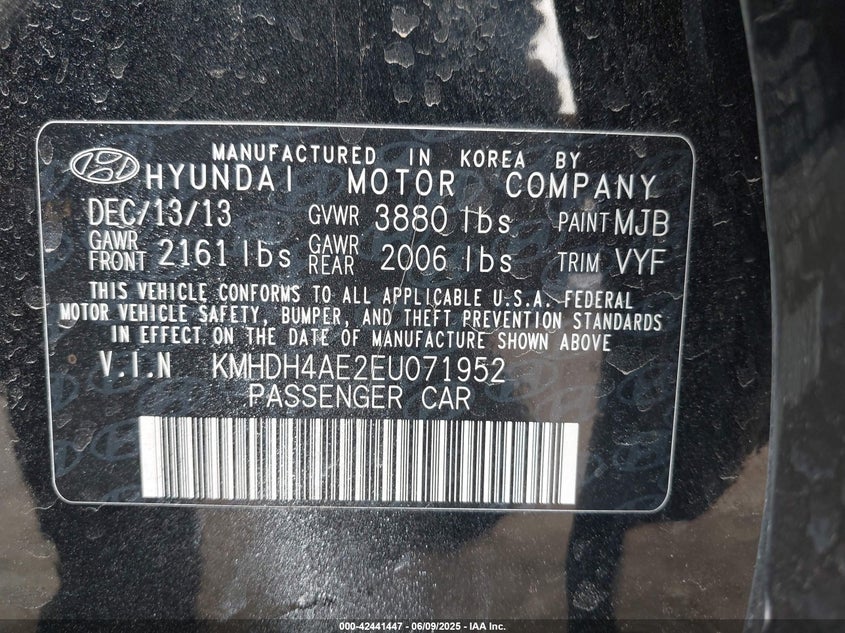 MANUFACTURED IN KOREA BY
HYUNDAI MOTOR COMPANY
DEC/13/13 GVWR 3880 lbs PAINT MJB
GAWR FRONT 2161 lbs GAWR REAR 2006 lbs TRIM VYF
THIS VEHICLE CONFORMS TO ALL APPLICABLE U.S.A. FEDERAL
MOTOR VEHICLE SAFETY, BUMPER, AND THEFT PREVENTION STANDARDS
IN EFFECT ON THE DATE OF MANUFACTURE SHOWN ABOVE
V.I.N KMHDH4AE2EU071952
PASSENGER CAR
000-42441447 - 06/09/2025 - IAA Inc.